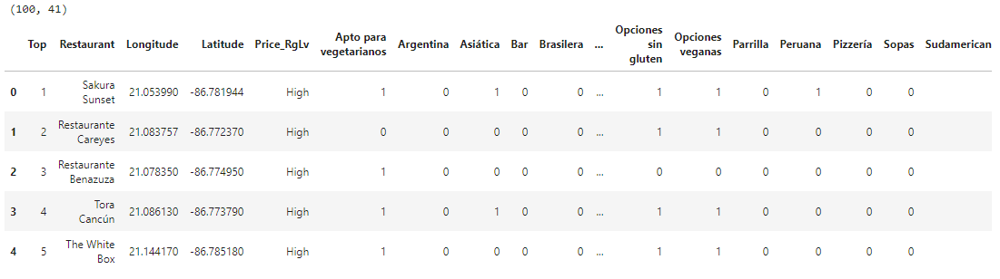 (100, 41)
Top Restaurant Longitude Latitude Price_RgLv Apto para vegetarianos Argentina Asiática Bar Brasilera ... Opciones sin gluten Opciones veganas Parrilla Peruana Pizzería Sopas Sudamerican
0 1 Sakura Sunset 21.053990 -86.781944 High 1 0 1 0 0 ... 1 1 0 1 0 0
1 2 Restaurante Careyes 21.083757 -86.772370 High 0 0 0 0 0 ... 1 1 0 0 0 0
2 3 Restaurante Benazuza 21.078350 -86.774950 High 1 0 0 0 0 ... 0 0 0 0 0 0
3 4 Tora Cancún 21.086130 -86.773790 High 1 0 1 0 0 ... 1 1 0 0 0 0
4 5 The White Box 21.144170 -86.785180 High 1 0 0 0 0 ... 1 1 0 0 0 0